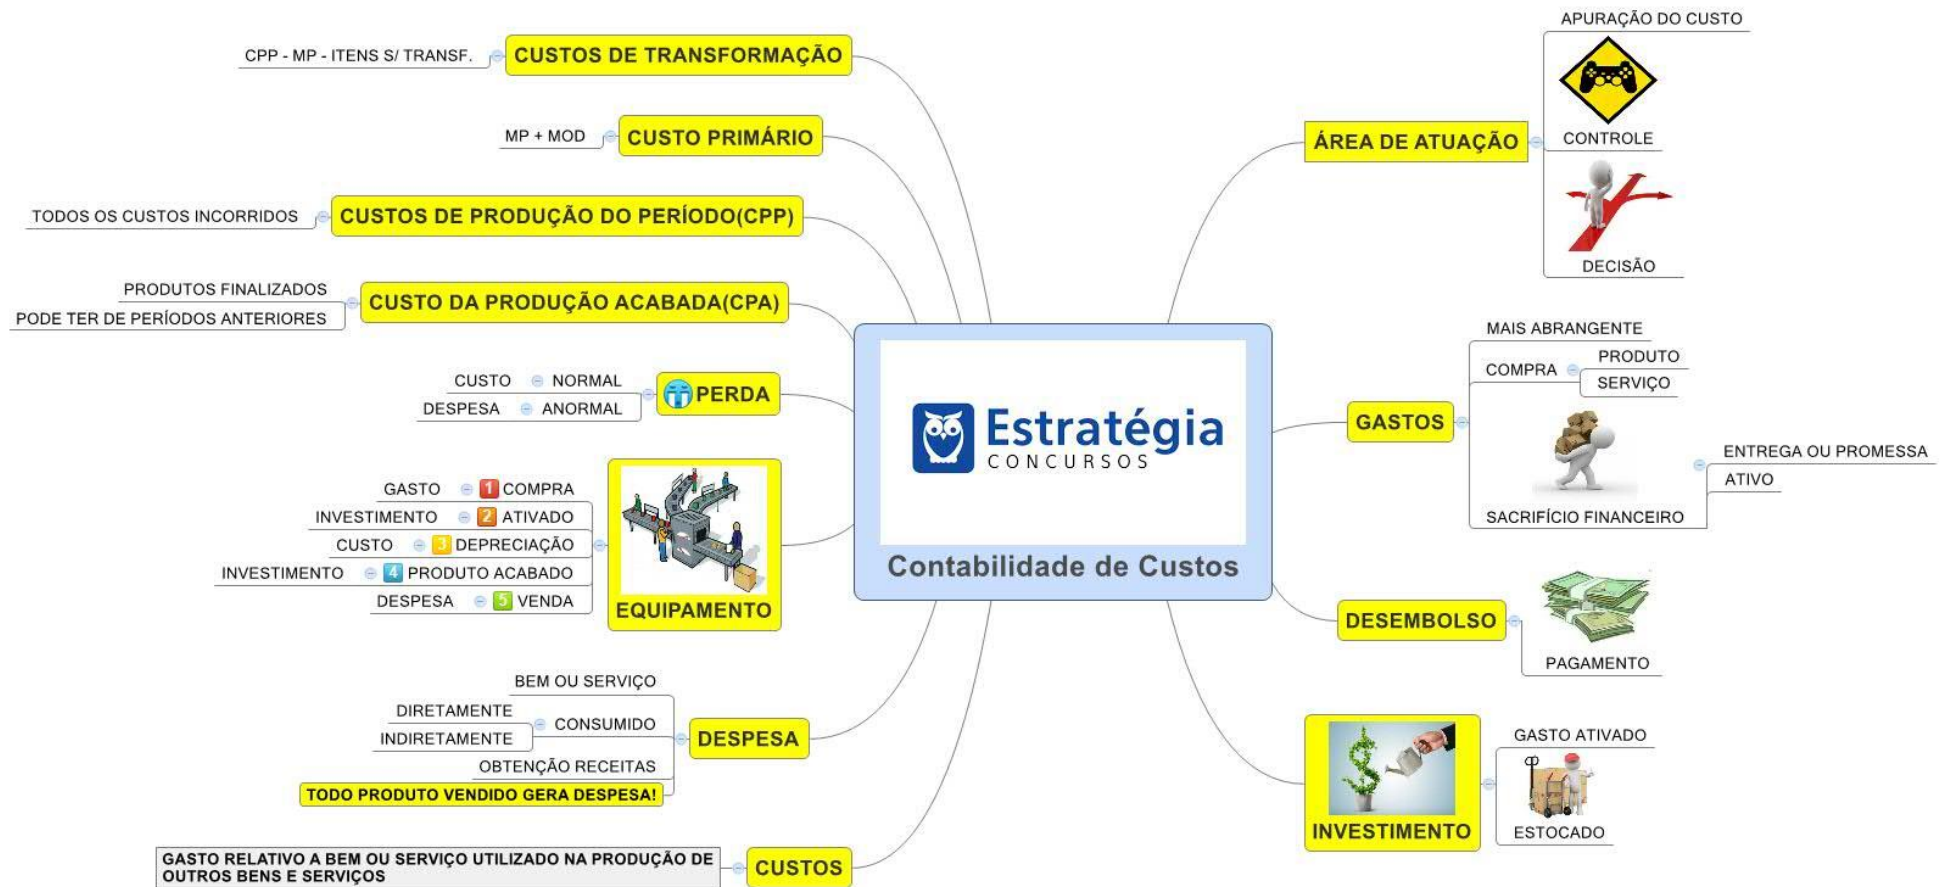 CUSTOS DE TRANSFORMAÇÃO
CPP - MP - ITENS S/ TRANSF.
CUSTO PRIMÁRIO
MP + MOD
CUSTOS DE PRODUÇÃO DO PERÍODO(CPP)
TODOS OS CUSTOS INCORRIDOS
CUSTO DA PRODUÇÃO ACABADA(CPA)
PRODUTOS FINALIZADOS
PODE TER DE PERÍODOS ANTERIORES
PERDA
CUSTO NORMAL
DESPESA ANORMAL
EQUIPAMENTO
GASTO 1 COMPRA
INVESTIMENTO 2 ATIVADO
CUSTO 3 DEPRECIAÇÃO
INVESTIMENTO 4 PRODUTO ACABADO
DESPESA 5 VENDA
DESPESA
BEM OU SERVIÇO
CONSUMIDO
DIRETAMENTE
INDIRETAMENTE
OBTENÇÃO RECEITAS
TODO PRODUTO VENDIDO GERA DESPESA!
CUSTOS
GASTO RELATIVO A BEM OU SERVIÇO UTILIZADO NA PRODUÇÃO DE
OUTROS BENS E SERVIÇOS
Estratégia
CONCURSOS
Contabilidade de Custos
ÁREA DE ATUAÇÃO
APURAÇÃO DO CUSTO
CONTROLE
DECISÃO
GASTOS
MAIS ABRANGENTE
COMPRA
PRODUTO
SERVIÇO
SACRIFÍCIO FINANCEIRO
ENTREGA OU PROMESSA
ATIVO
DESEMBOLSO
PAGAMENTO
INVESTIMENTO
GASTO ATIVADO
ESTOCADO